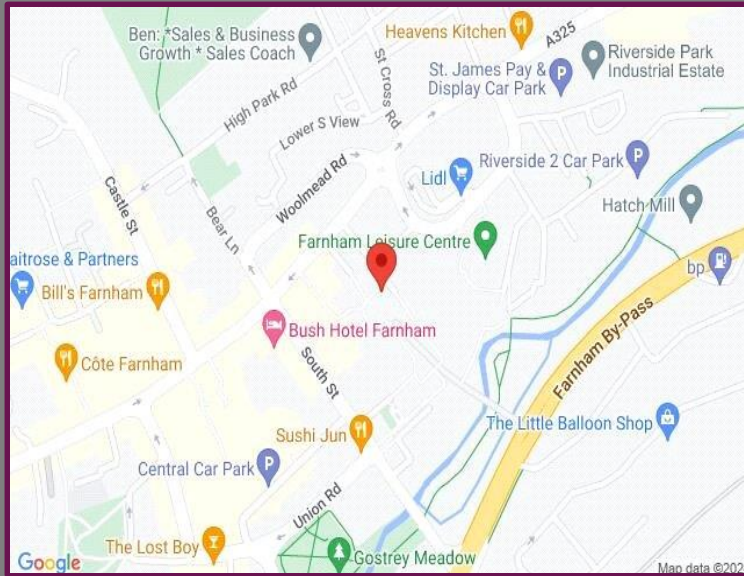 Ben: *Sales & Business
Growth * Sales Coach
Heavens Kitchen
A325
Riverside Park
Industrial Estate
St. James Pay &
Display Car Park
St Cross Rd
High Park Rd
Lower S View
Woolmead Rd
Lidl
Riverside 2 Car Park
Castle St
Bear Ln
Hatch Mill
Farnham Leisure Centre
aitrose & Partners
Bill's Farnham
bp
Farnham By-Pass
Bush Hotel Farnham
Côte Farnham
South St
The Little Balloon Shop
Sushi Jun
Central Car Park
Union Rd
The Lost Boy
Gostrey Meadow
Google
Map data ©202